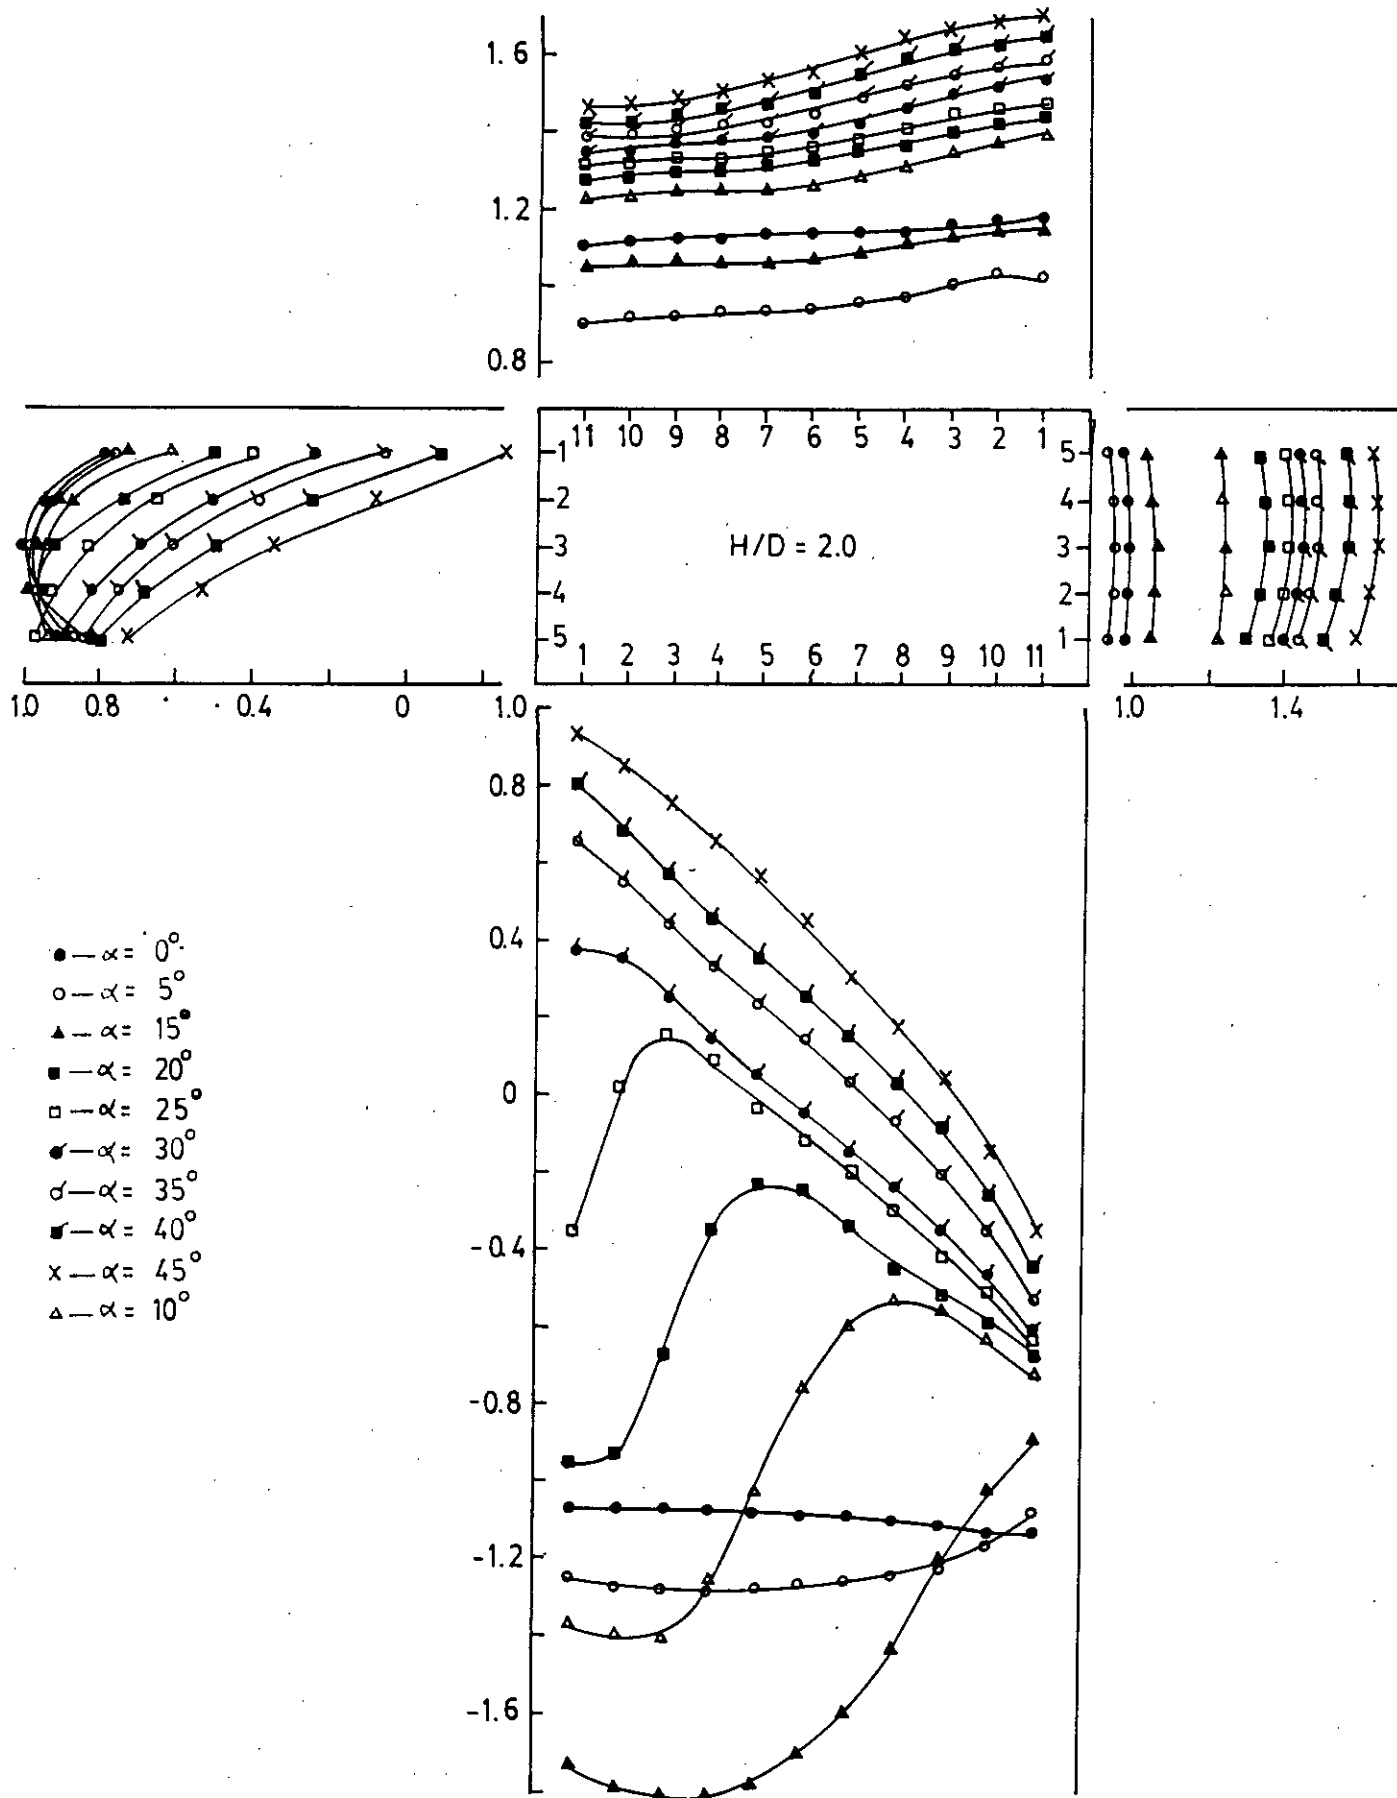 1.6
1.2
0.8
11 10 9 8 7 6 5 4 3 2 1
1
2
3
4
5
H/D = 2.0
5
4
3
2
1
1 2 3 4 5 6 7 8 9 10 11
1.0 0.8 0.4 0
1.0 1.4
1.0
0.8
0.4
0
-0.4
-0.8
-1.2
-1.6
● — α = 0°
○ — α = 5°
▲ — α = 15°
■ — α = 20°
□ — α = 25°
● — α = 30°
○ — α = 35°
■ — α = 40°
× — α = 45°
△ — α = 10°